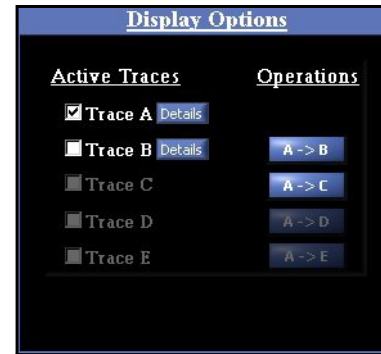 Display Options
Active Traces Operations
Trace A Details
Trace B Details A->B
Trace C A->C
Trace D A->D
Trace E A->E